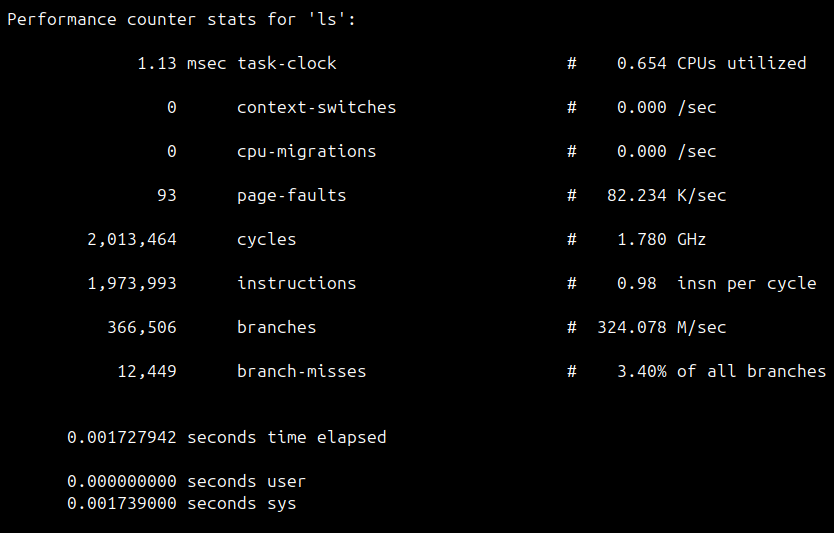 Performance counter stats for 'ls':
1.13 msec task-clock # 0.654 CPUs utilized
0 context-switches # 0.000 /sec
0 cpu-migrations # 0.000 /sec
93 page-faults # 82.234 K/sec
2,013,464 cycles # 1.780 GHz
1,973,993 instructions # 0.98 insn per cycle
366,506 branches # 324.078 M/sec
12,449 branch-misses # 3.40% of all branches
0.001727942 seconds time elapsed
0.000000000 seconds user
0.001739000 seconds sys